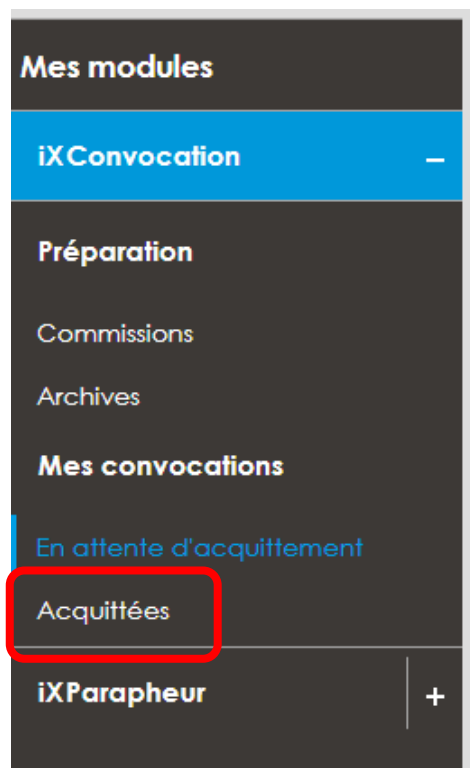 Mes modules
iXConvocation –
Préparation
Commissions
Archives
Mes convocations
En attente d'acquittement
Acquittées
iXParapheur +